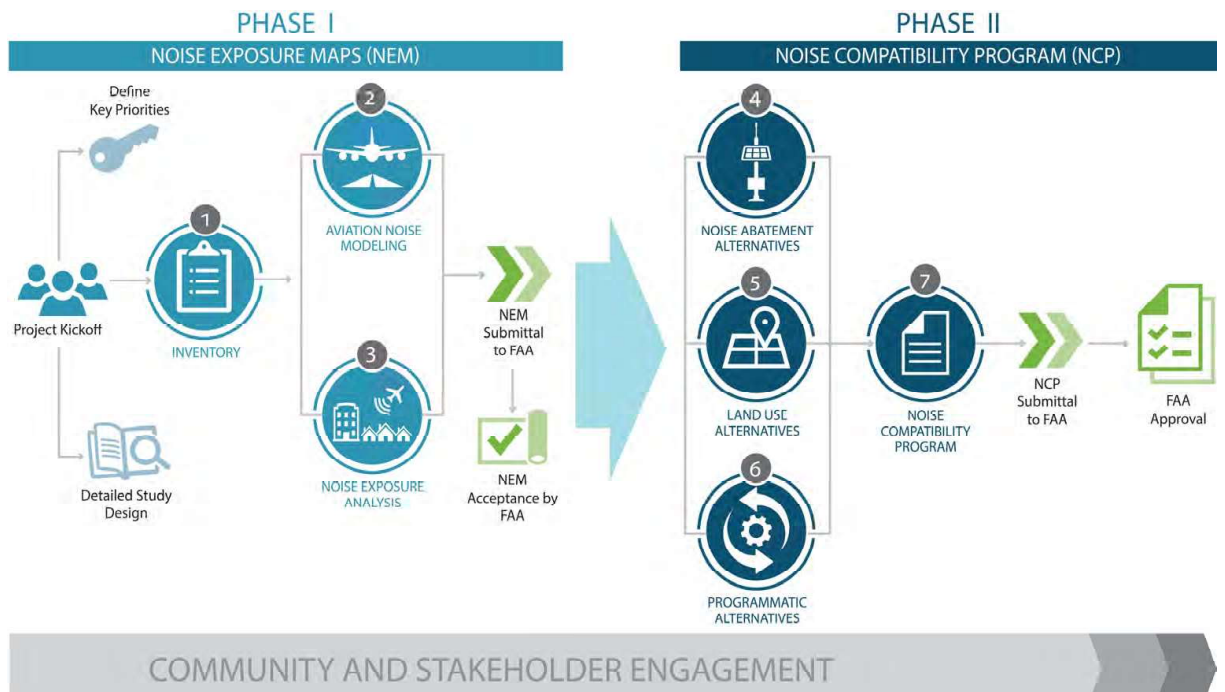 PHASE I
NOISE EXPOSURE MAPS (NEM)
Define
Key Priorities
Project Kickoff
Detailed Study
Design
1
INVENTORY
2
AVIATION NOISE
MODELING
3
NOISE EXPOSURE
ANALYSIS
NEM
Submittal
to FAA
NEM
Acceptance by
FAA
PHASE II
NOISE COMPATIBILITY PROGRAM (NCP)
4
NOISE ABATEMENT
ALTERNATIVES
5
LAND USE
ALTERNATIVES
6
PROGRAMMATIC
ALTERNATIVES
7
NOISE
COMPATIBILITY
PROGRAM
NCP
Submittal
to FAA
FAA
Approval
COMMUNITY AND STAKEHOLDER ENGAGEMENT